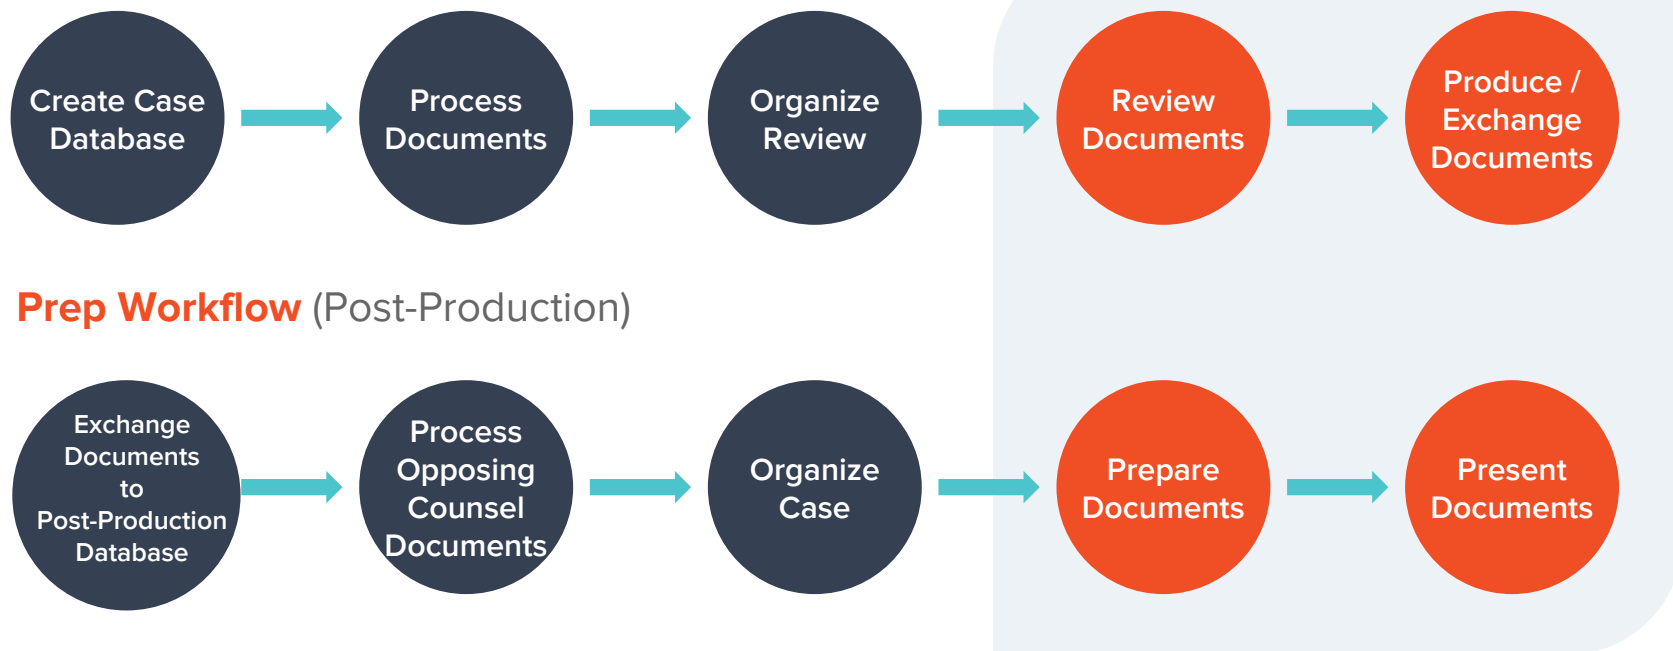 Create Case
Database
Process
Documents
Organize
Review
Review
Documents
Produce /
Exchange
Documents
Prep Workflow (Post-Production)
Exchange
Documents
to
Post-Production
Database
Process
Opposing
Counsel
Documents
Organize
Case
Prepare
Documents
Present
Documents